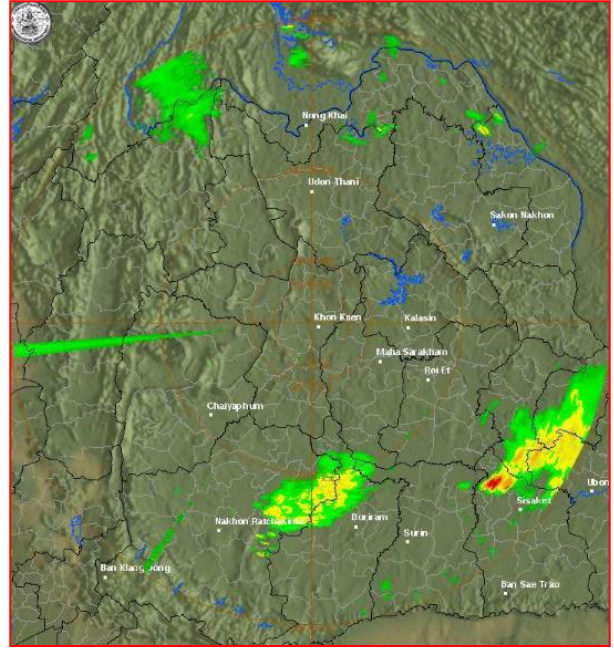 Nong Khai
Udon Thani
Sakon Nakhon
Khon Kaen
Kalasin
Maha Sarakham
Roi Et
Chaiyaphum
Sisaket
Ubon
Nakhon Ratchasima
Buriram
Surin
Ban Klang Dong
Ban Sae Trao